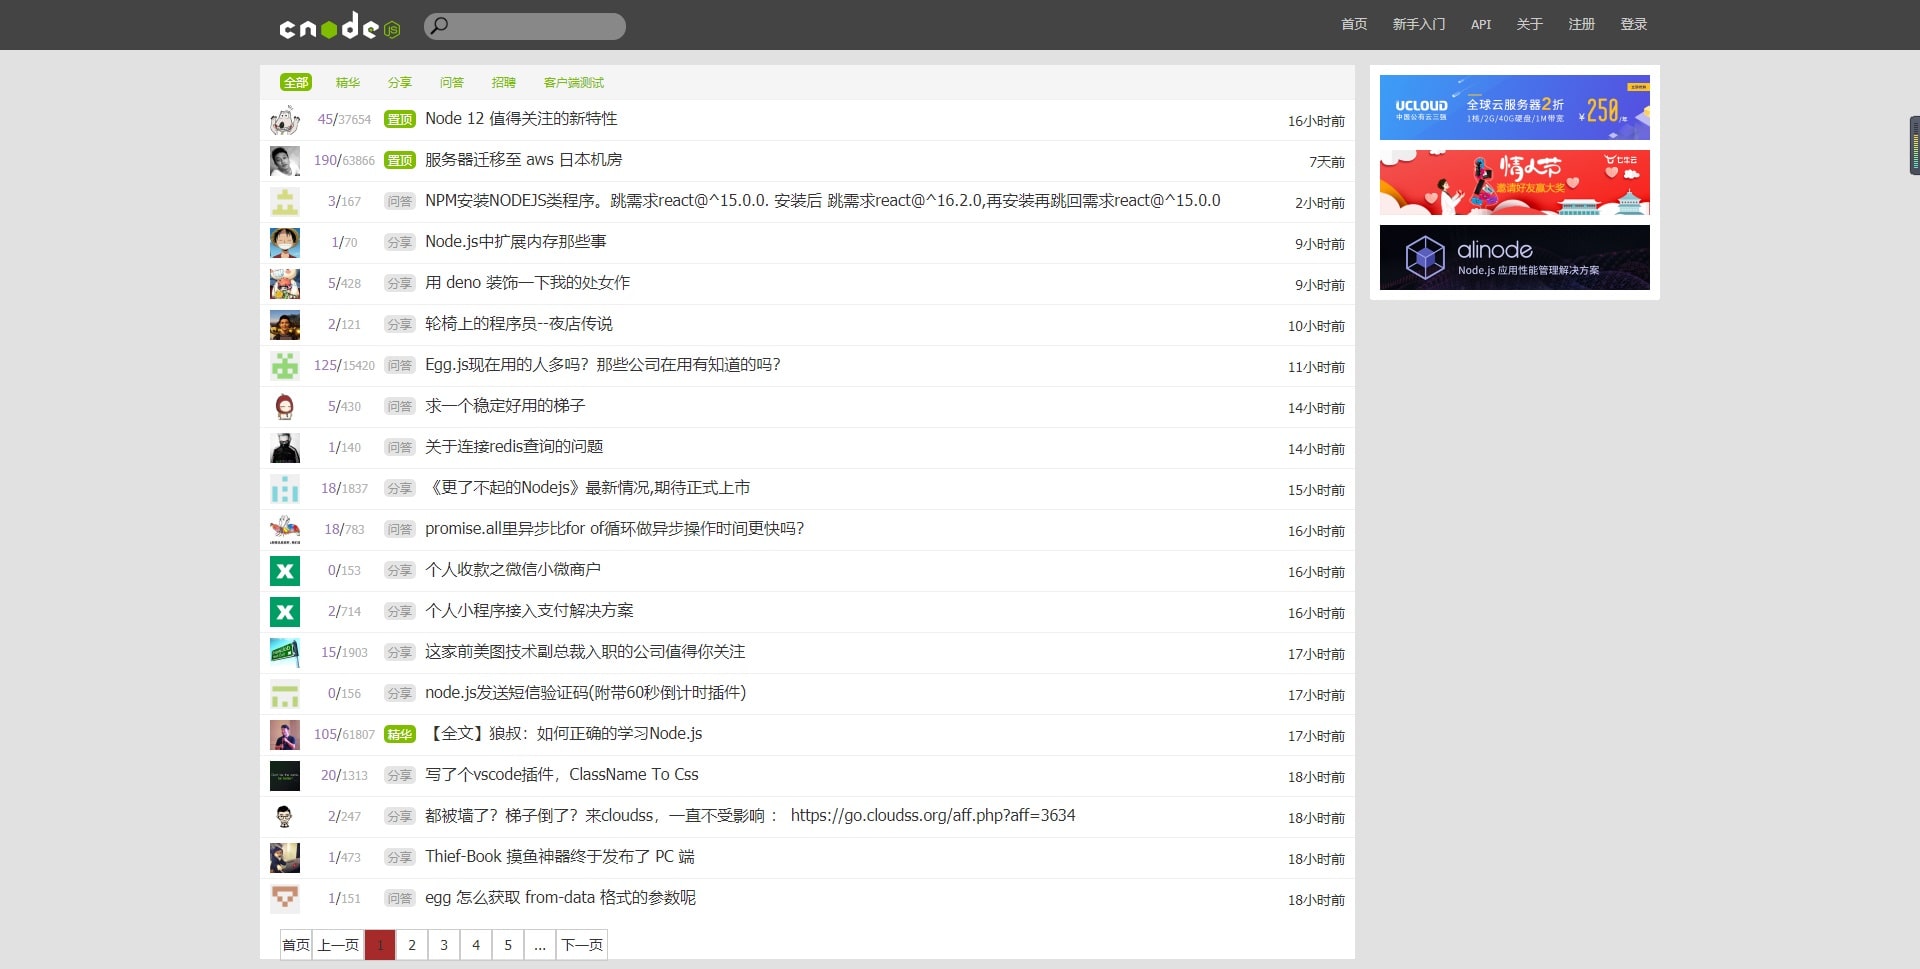 cnode JS
首页 新手入门 API 关于 注册 登录
全部 精华 分享 问答 招聘 客户端测试
45/37654 置顶 Node 12 值得关注的新特性 16小时前
190/63866 置顶 服务器迁移至 aws 日本机房 7天前
3/167 问答 NPM安装NODEJS类程序。跳需求react@^15.0.0. 安装后 跳需求react@^16.2.0,再安装再跳回需求react@^15.0.0 2小时前
1/70 分享 Node.js中扩展内存那些事 9小时前
5/428 分享 用 deno 装饰一下我的处女作 9小时前
2/121 分享 轮椅上的程序员--夜店传说 10小时前
125/15420 问答 Egg.js现在用的人多吗？那些公司在用有知道的吗？ 11小时前
5/430 问答 求一个稳定好用的梯子 14小时前
1/140 问答 关于连接redis查询的问题 14小时前
18/1837 分享 《更了不起的Nodejs》最新情况,期待正式上市 15小时前
18/783 问答 promise.all里异步比for of循环做异步操作时间更快吗？ 16小时前
0/153 分享 个人收款之微信小微商户 16小时前
2/714 分享 个人小程序接入支付解决方案 16小时前
15/1903 分享 这家前美图技术副总裁入职的公司值得你关注 17小时前
0/156 分享 node.js发送短信验证码(附带60秒倒计时插件) 17小时前
105/61807 精华 【全文】狼叔：如何正确的学习Node.js 17小时前
20/1313 分享 写了个vscode插件，ClassName To Css 18小时前
2/247 分享 都被墙了？梯子倒了？来cloudss，一直不受影响 ： https://go.cloudss.org/aff.php?aff=3634 18小时前
1/473 分享 Thief-Book 摸鱼神器终于发布了 PC 端 18小时前
1/151 问答 egg 怎么获取 from-data 格式的参数呢 18小时前
首页 上一页 1 2 3 4 5 ... 下一页
UCLOUD 全球云服务器2折
中国公有云三强 1核/2G/40G硬盘/1M带宽 ¥250/年
情人节 七牛云
邀请好友赢大奖
alinode
Node.js 应用性能管理解决方案